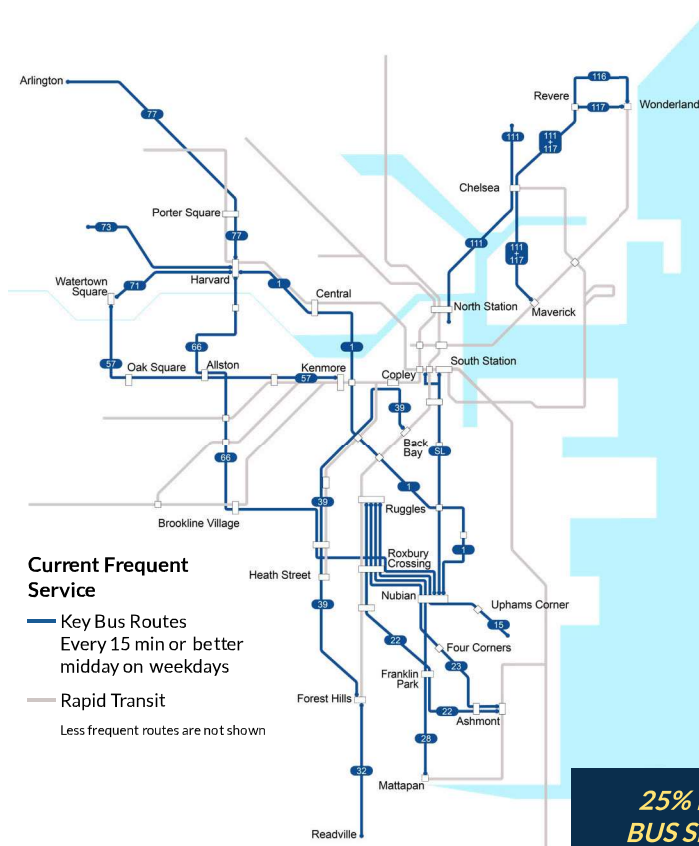 Arlington
77
116
Revere
117
Wonderland
111
111
+
117
Chelsea
Porter Square
73
77
111
111
+
117
Harvard
71
1
Watertown
Square
Central
North Station
Maverick
66
1
57
Oak Square
Allston
Kenmore
57
Copley
South Station
39
Back
Bay
SL
66
1
39
Ruggles
Brookline Village
1
Roxbury
Crossing
Heath Street
39
Nubian
Uphams Corner
15
22
Four Corners
23
Franklin
Park
Forest Hills
22
Ashmont
28
32
Mattapan
Readville
Current Frequent
Service
Key Bus Routes
Every 15 min or better
midday on weekdays
Rapid Transit
Less frequent routes are not shown
25%
BUS